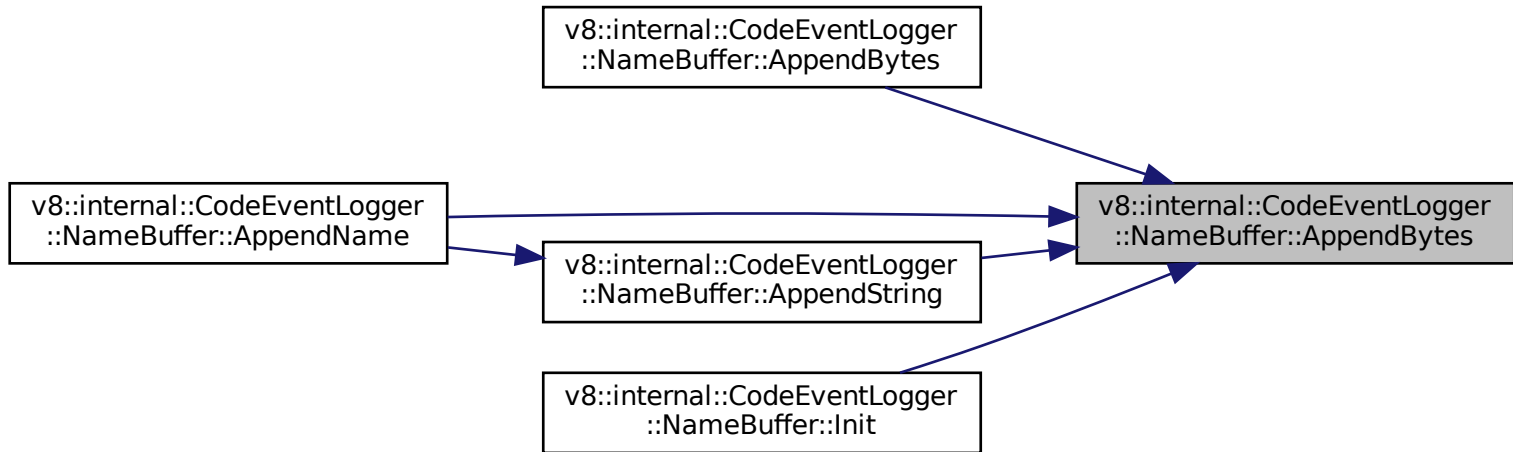 v8::internal::CodeEventLogger
::NameBuffer::AppendBytes
v8::internal::CodeEventLogger
::NameBuffer::AppendName
v8::internal::CodeEventLogger
::NameBuffer::AppendString
v8::internal::CodeEventLogger
::NameBuffer::Init
v8::internal::CodeEventLogger
::NameBuffer::AppendBytes